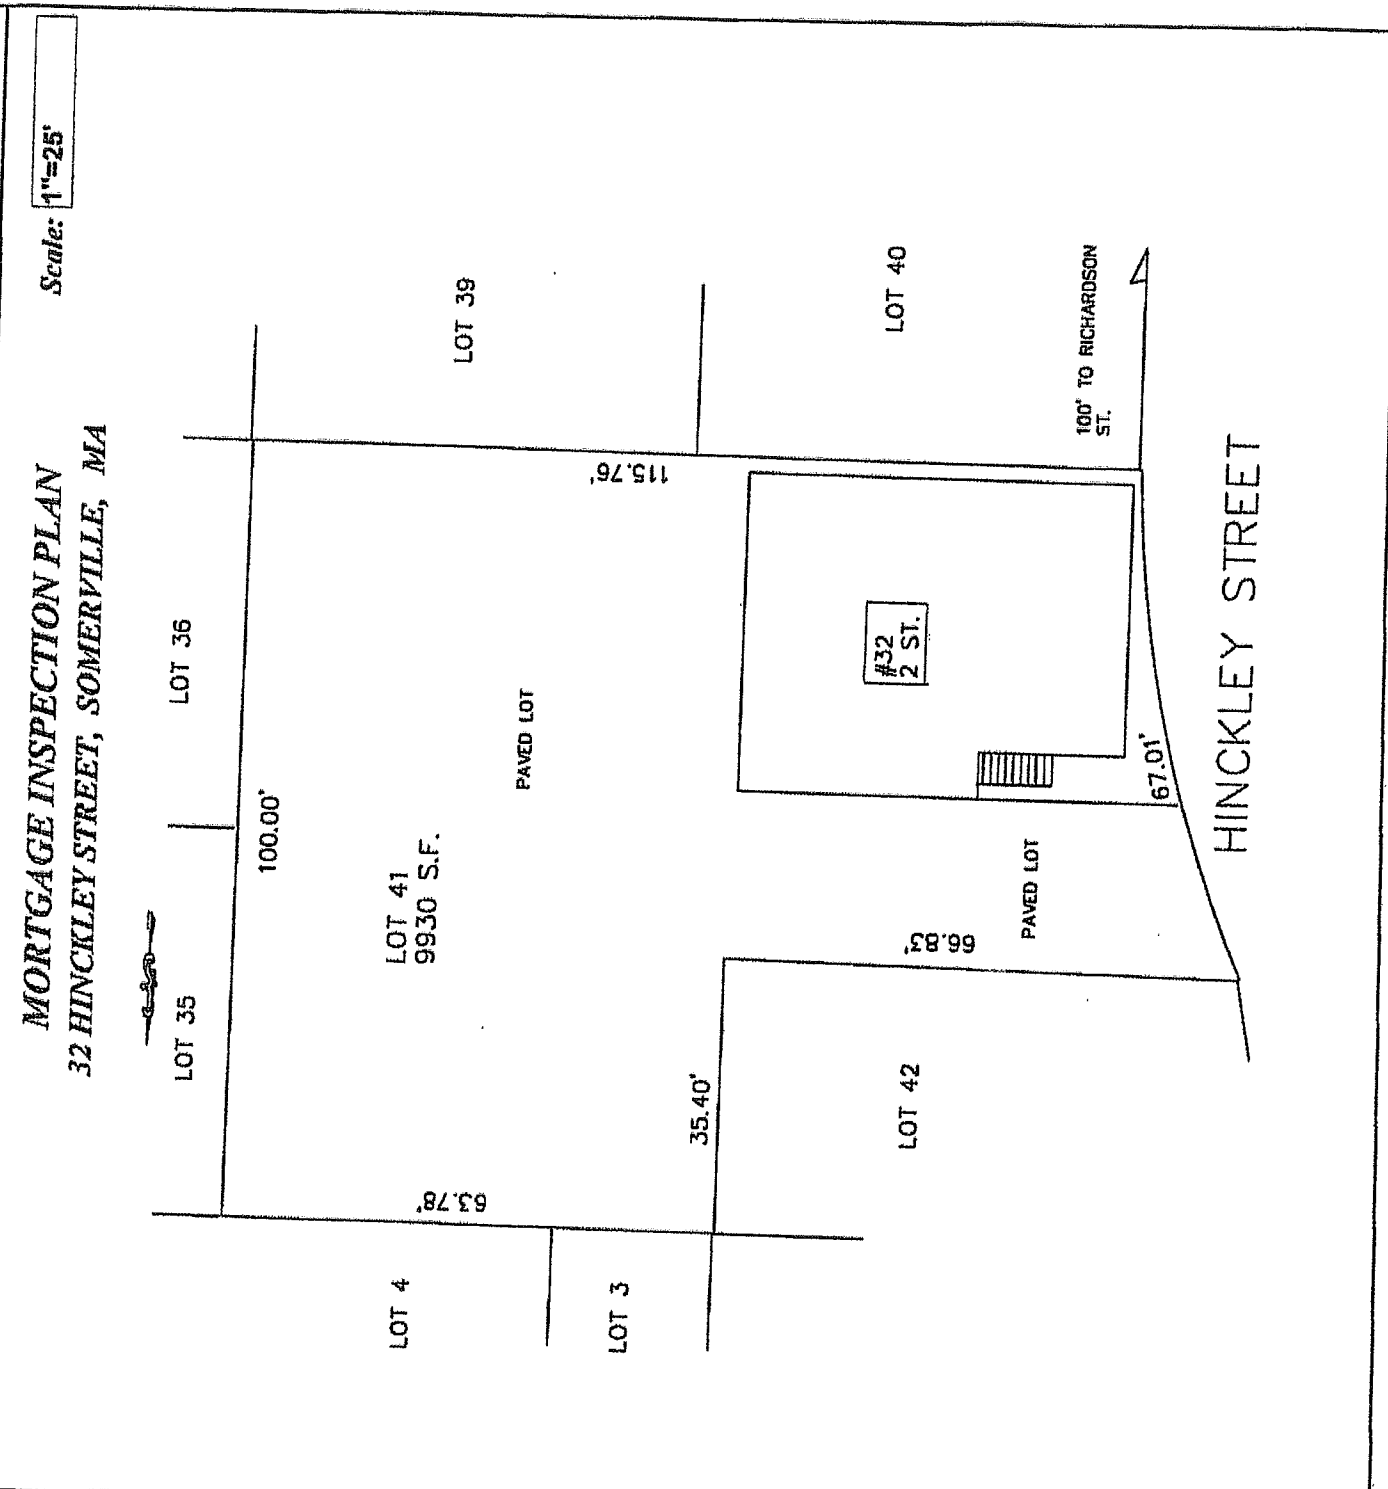 MORTGAGE INSPECTION PLAN
32 HINCKLEY STREET, SOMERVILLE, MA
Scale: 1"=25'
LOT 35
LOT 36
100.00'
LOT 4
LOT 3
63.78'
LOT 41
9930 S.F.
PAVED LOT
115.76'
LOT 39
LOT 40
35.40'
LOT 42
66.83'
PAVED LOT
#32
2 ST.
67.01'
100' TO RICHARDSON
ST.
HINCKLEY STREET